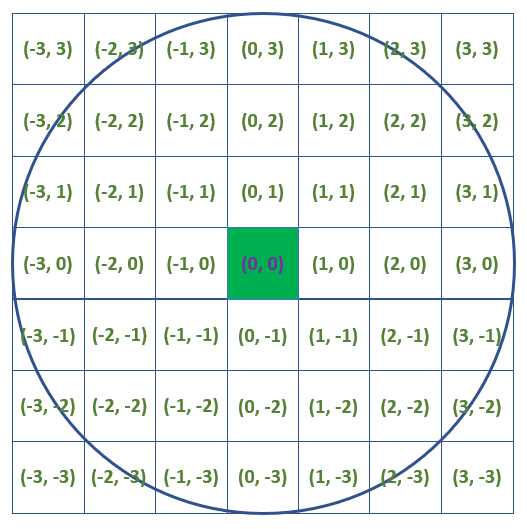 (-3, 3) (-2, 3) (-1, 3) (0, 3) (1, 3) (2, 3) (3, 3)
(-3, 2) (-2, 2) (-1, 2) (0, 2) (1, 2) (2, 2) (3, 2)
(-3, 1) (-2, 1) (-1, 1) (0, 1) (1, 1) (2, 1) (3, 1)
(-3, 0) (-2, 0) (-1, 0) (0, 0) (1, 0) (2, 0) (3, 0)
(-3, -1) (-2, -1) (-1, -1) (0, -1) (1, -1) (2, -1) (3, -1)
(-3, -2) (-2, -2) (-1, -2) (0, -2) (1, -2) (2, -2) (3, -2)
(-3, -3) (-2, -3) (-1, -3) (0, -3) (1, -3) (2, -3) (3, -3)